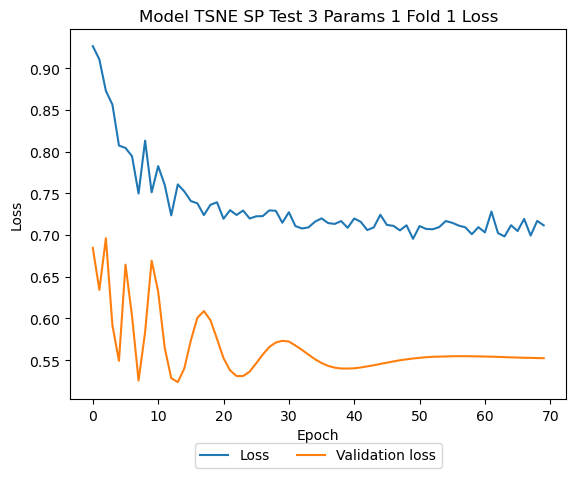 Model TSNE SP Test 3 Params 1 Fold 1 Loss
0.90
0.85
0.80
0.75
0.70
0.65
0.60
0.55
Loss
0 10 20 30 40 50 60 70
Epoch
Loss Validation loss